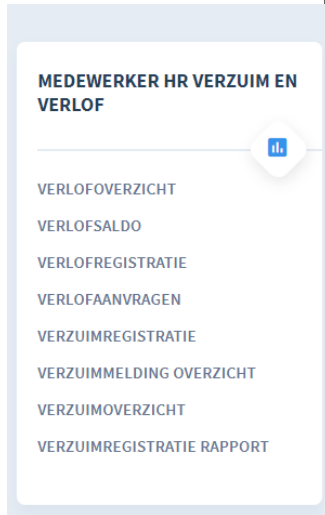 MEDEWERKER HR VERZUIM EN
VERLOF
VERLOFOVERZICHT
VERLOFSALDO
VERLOFREGISTRATIE
VERLOFAANVRAGEN
VERZUIMREGISTRATIE
VERZUIMMELDING OVERZICHT
VERZUIMOVERZICHT
VERZUIMREGISTRATIE RAPPORT